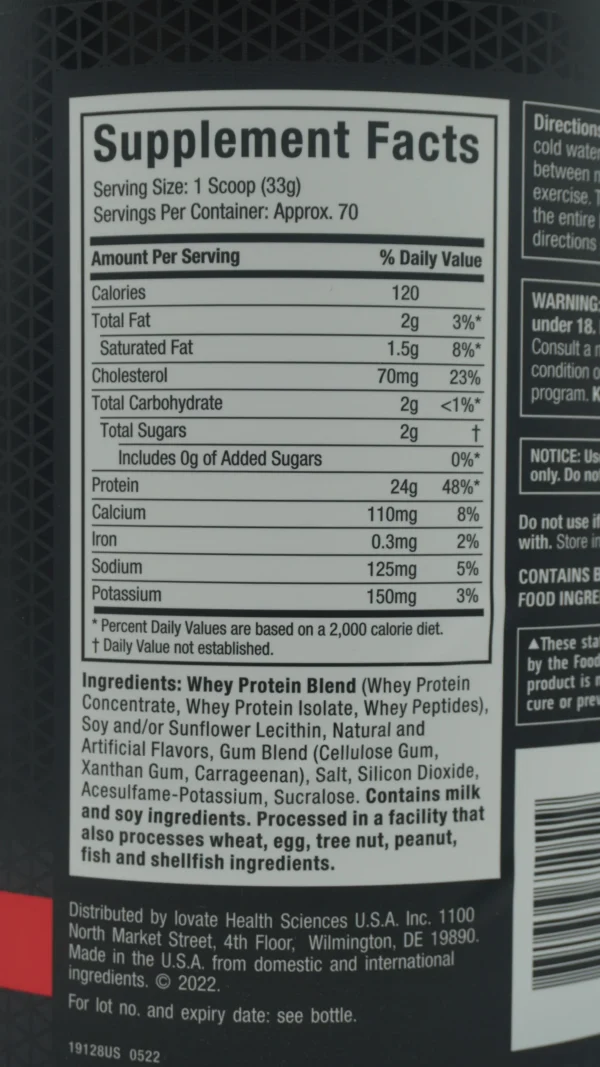 Supplement Facts
Serving Size: 1 Scoop (33g)
Servings Per Container: Approx. 70
Amount Per Serving % Daily Value
Calories 120
Total Fat 2g 3%*
Saturated Fat 1.5g 8%*
Cholesterol 70mg 23%
Total Carbohydrate 2g <1%*
Total Sugars 2g †
Includes 0g of Added Sugars 0%*
Protein 24g 48%*
Calcium 110mg 8%
Iron 0.3mg 2%
Sodium 125mg 5%
Potassium 150mg 3%
* Percent Daily Values are based on a 2,000 calorie diet.
† Daily Value not established.
Ingredients: Whey Protein Blend (Whey Protein
Concentrate, Whey Protein Isolate, Whey Peptides),
Soy and/or Sunflower Lecithin, Natural and
Artificial Flavors, Gum Blend (Cellulose Gum,
Xanthan Gum, Carrageenan), Salt, Silicon Dioxide,
Acesulfame-Potassium, Sucralose. Contains milk
and soy ingredients. Processed in a facility that
also processes wheat, egg, tree nut, peanut,
fish and shellfish ingredients.
Distributed by Iovate Health Sciences U.S.A. Inc. 1100
North Market Street, 4th Floor, Wilmington, DE 19890.
Made in the U.S.A. from domestic and international
ingredients. © 2022.
For lot no. and expiry date: see bottle.
19128US 0522
Directions
cold water
between
exercise.
the entire
directions
WARNING:
under 18.
Consult a
condition
program.
NOTICE:
only. Do not
Do not use if
with. Store in
CONTAINS
FOOD
▲These
by the Food
product is
cure or